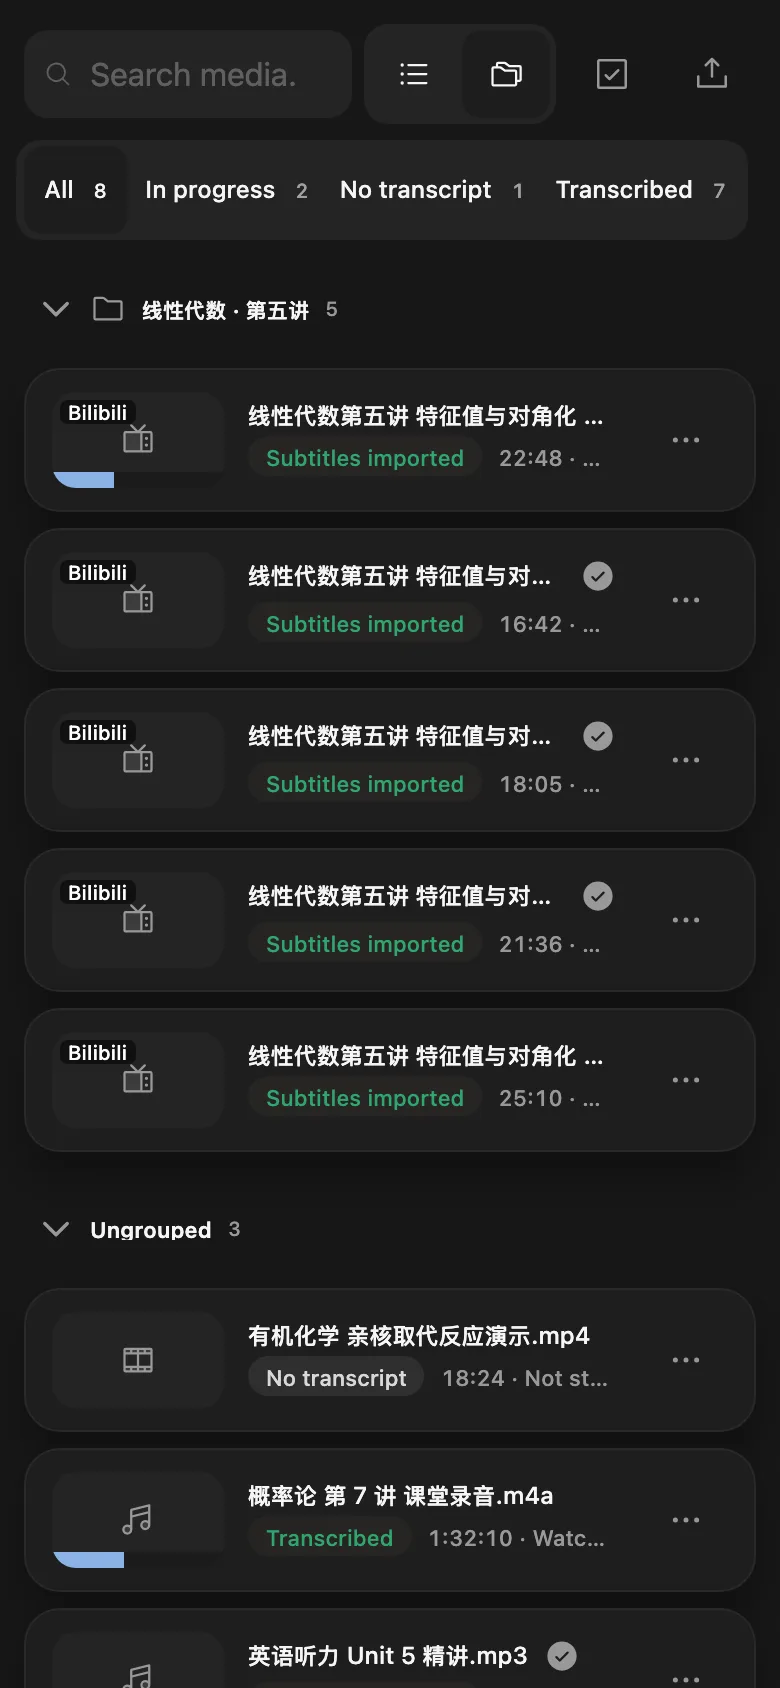 Search media.
All 8 In progress 2 No transcript 1 Transcribed 7
线性代数 · 第五讲 5
Bilibili
线性代数第五讲 特征值与对角化 ...
Subtitles imported 22:48 · ...
Bilibili
线性代数第五讲 特征值与对...
Subtitles imported 16:42 · ...
Bilibili
线性代数第五讲 特征值与对...
Subtitles imported 18:05 · ...
Bilibili
线性代数第五讲 特征值与对...
Subtitles imported 21:36 · ...
Bilibili
线性代数第五讲 特征值与对角化 ...
Subtitles imported 25:10 · ...
Ungrouped 3
有机化学 亲核取代反应演示.mp4
No transcript 18:24 · Not st...
概率论 第 7 讲 课堂录音.m4a
Transcribed 1:32:10 · Watc...
英语听力 Unit 5 精讲.mp3